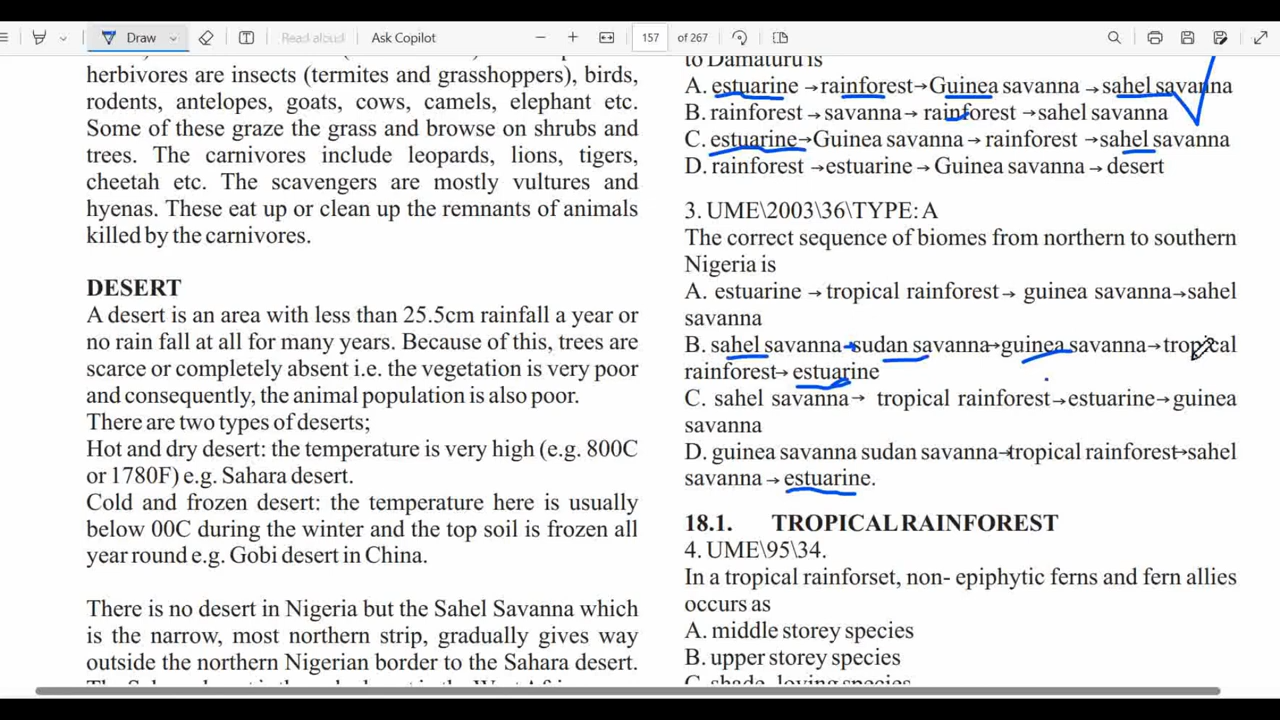 Draw
Read aloud
Ask Copilot
157
of 267
herbivores are insects (termites and grasshoppers), birds,
rodents, antelopes, goats, cows, camels, elephant etc.
Some of these graze the grass and browse on shrubs and
trees. The carnivores include leopards, lions, tigers,
cheetah etc. The scavengers are mostly vultures and
hyenas. These eat up or clean up the remnants of animals
killed by the carnivores.
DESERT
A desert is an area with less than 25.5cm rainfall a year or
no rain fall at all for many years. Because of this, trees are
scarce or completely absent i.e. the vegetation is very poor
and consequently, the animal population is also poor.
There are two types of deserts;
Hot and dry desert: the temperature is very high (e.g. 800C
or 1780F) e.g. Sahara desert.
Cold and frozen desert: the temperature here is usually
below 00C during the winter and the top soil is frozen all
year round e.g. Gobi desert in China.
There is no desert in Nigeria but the Sahel Savanna which
is the narrow, most northern strip, gradually gives way
outside the northern Nigerian border to the Sahara desert.
to Damaturu is
A. estuarine →rainforest→Guinea savanna →sahel savanna
B. rainforest →savanna→ rainforest →sahel savanna
C. estuarine→Guinea savanna→rainforest →sahel savanna
D. rainforest →estuarine→Guinea savanna→desert
3. UME\2003\36\TYPE: A
The correct sequence of biomes from northern to southern
Nigeria is
A. estuarine →tropical rainforest→ guinea savanna→sahel
savanna
B. sahel savanna→sudan savanna→guinea savanna→tropical
rainforest→estuarine
C. sahel savanna→ tropical rainforest→estuarine→guinea
savanna
D. guinea savanna sudan savanna→tropical rainforest→sahel
savanna →estuarine.
18.1. TROPICAL RAINFOREST
4. UME\95\34.
In a tropical rainforset, non- epiphytic ferns and fern allies
occurs as
A. middle storey species
B. upper storey species
C. shade-loving species